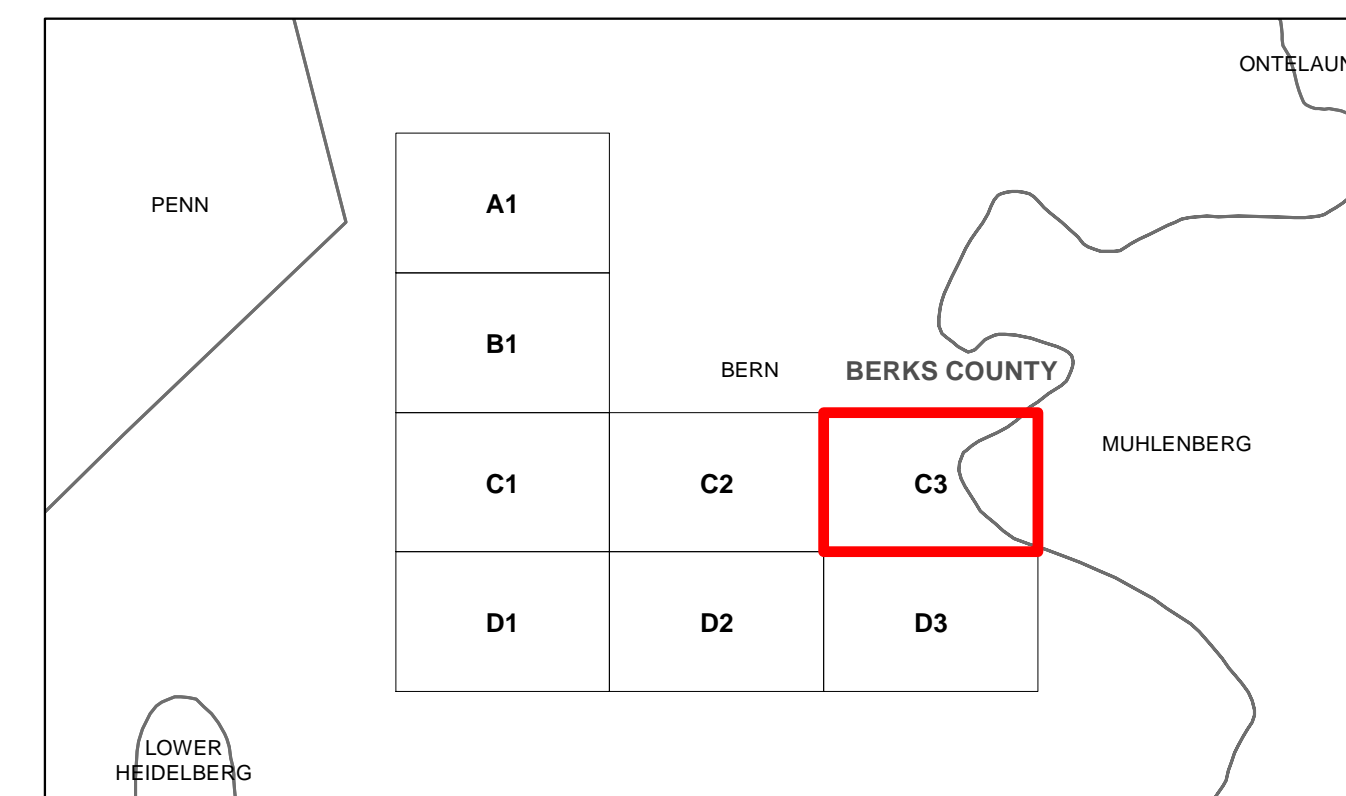 ONTELAUN
PENN
A1
B1
BERN
BERKS COUNTY
MUHLENBERG
C1
C2
C3
D1
D2
D3
LOWER
HEIDELBERG